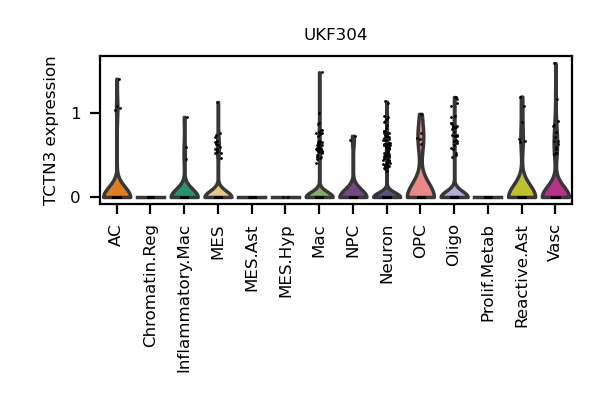 UKF304
TCTN3 expression
1
0
AC
Chromatin.Reg
Inflammatory.Mac
MES
MES.Ast
MES.Hyp
Mac
NPC
Neuron
OPC
Oligo
Prolif.Metab
Reactive.Ast
Vasc